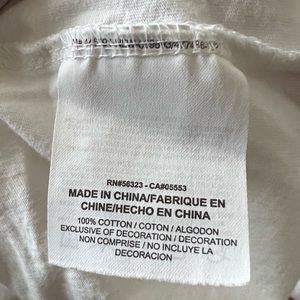 RN#56323 - CA#05553
MADE IN CHINA/FABRIQUE EN
CHINE/HECHO EN CHINA
100% COTTON / COTON / ALGODON
EXCLUSIVE OF DECORATION / DECORATION
NON COMPRISE / NO INCLUYE LA
DECORACION